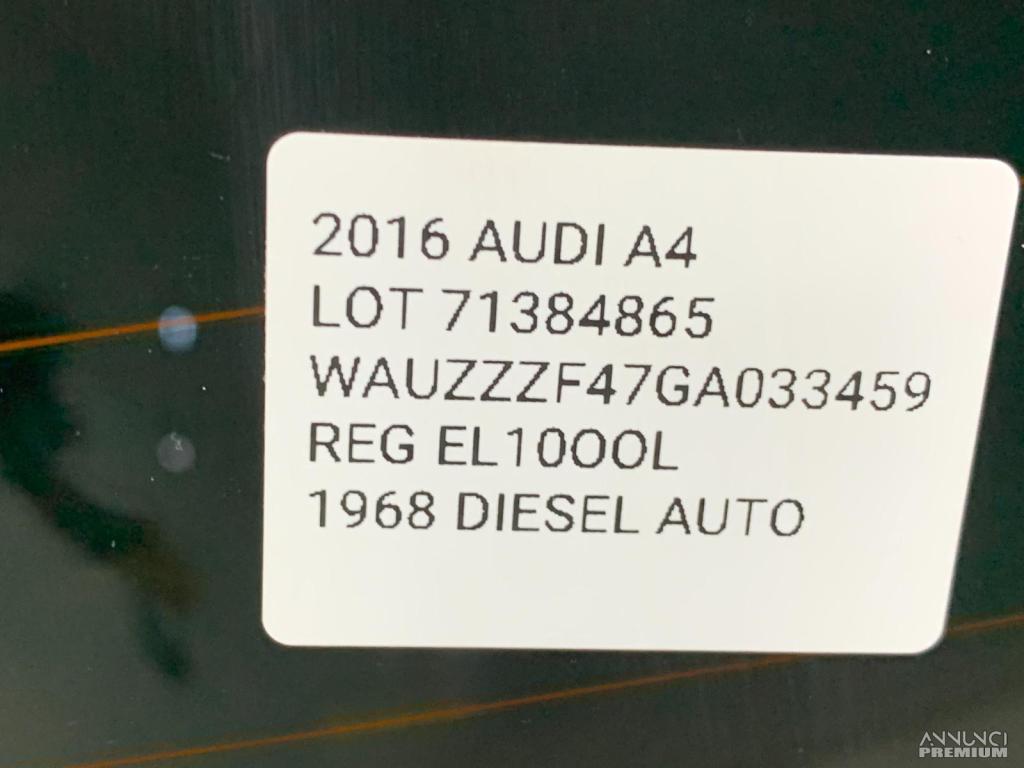 2016 AUDI A4
LOT 71384865
WAUZZZF47GA033459
REG EL10OOL
1968 DIESEL AUTO
ANNUNCI
PREMIUM